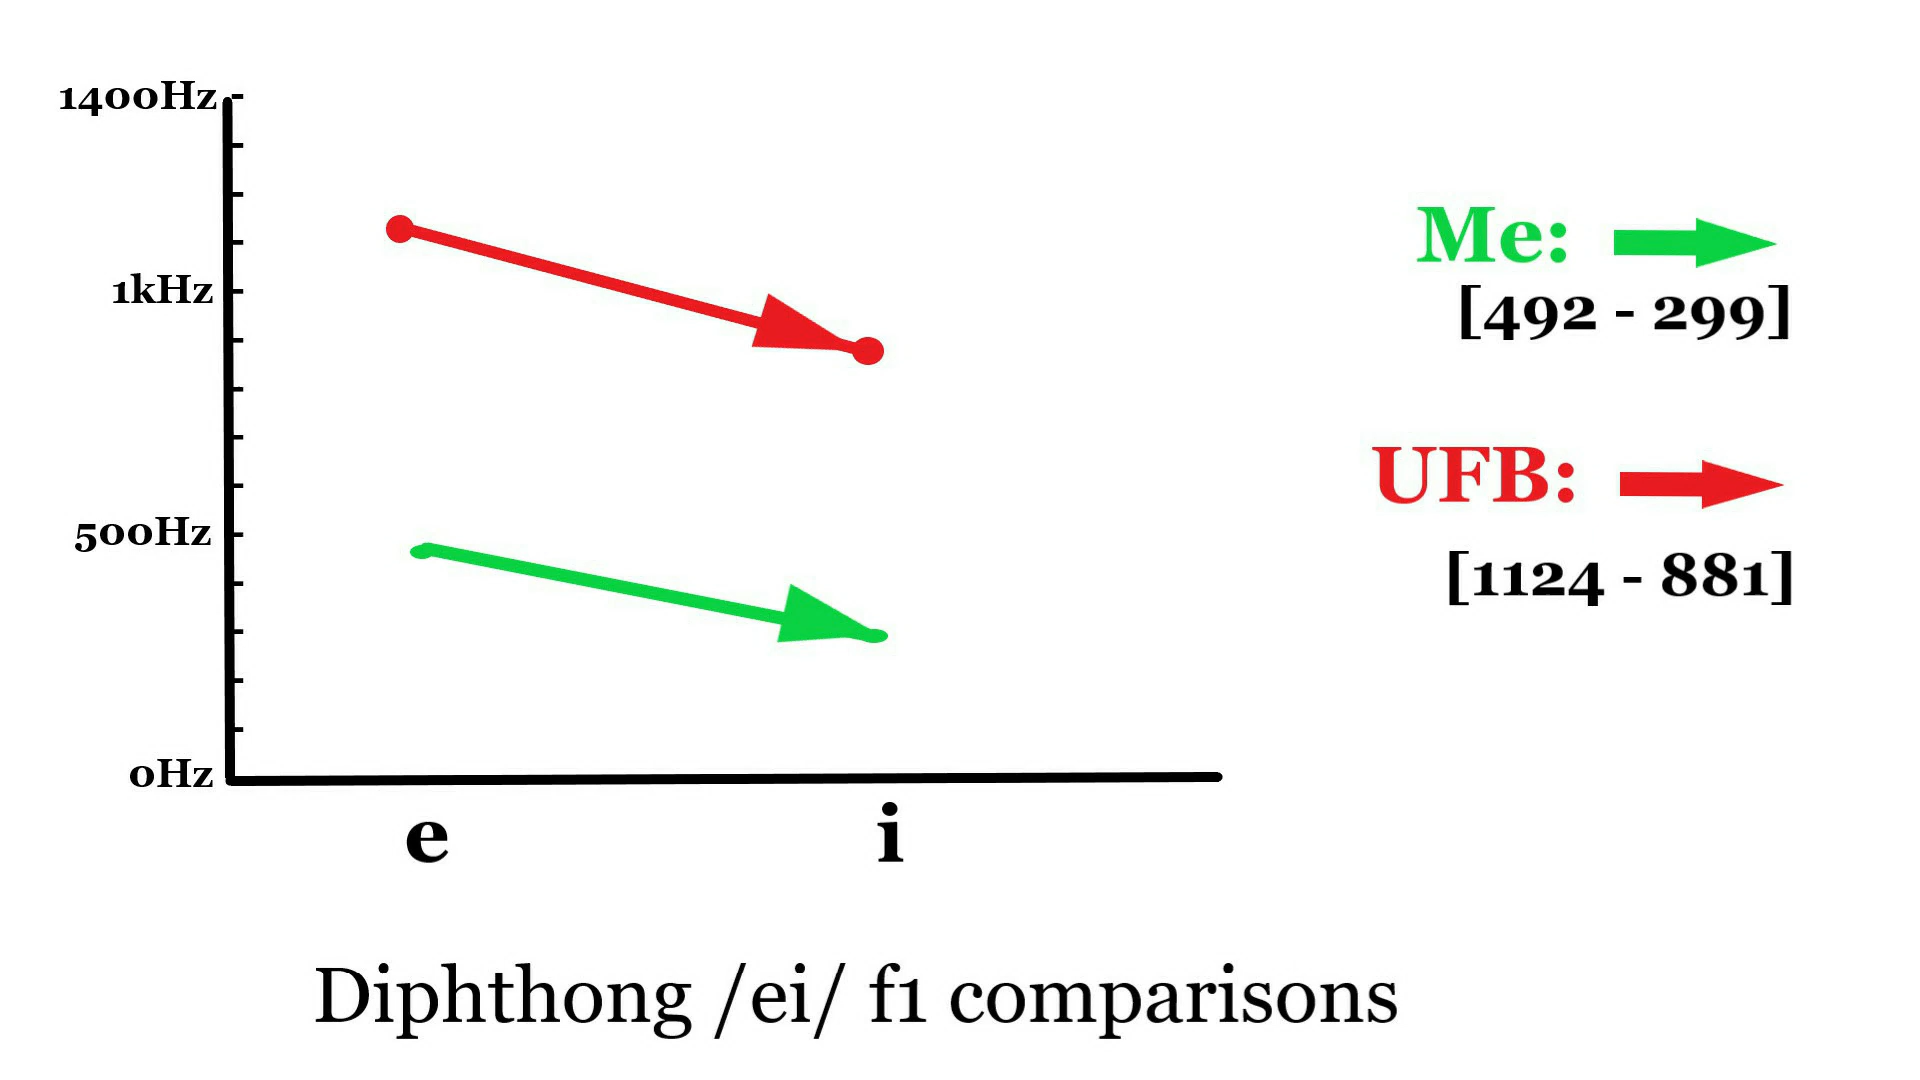 1400Hz
1kHz
500Hz
0Hz
e i
Me:
[492 - 299]
UFB:
[1124 - 881]
Diphthong /ei/ f1 comparisons